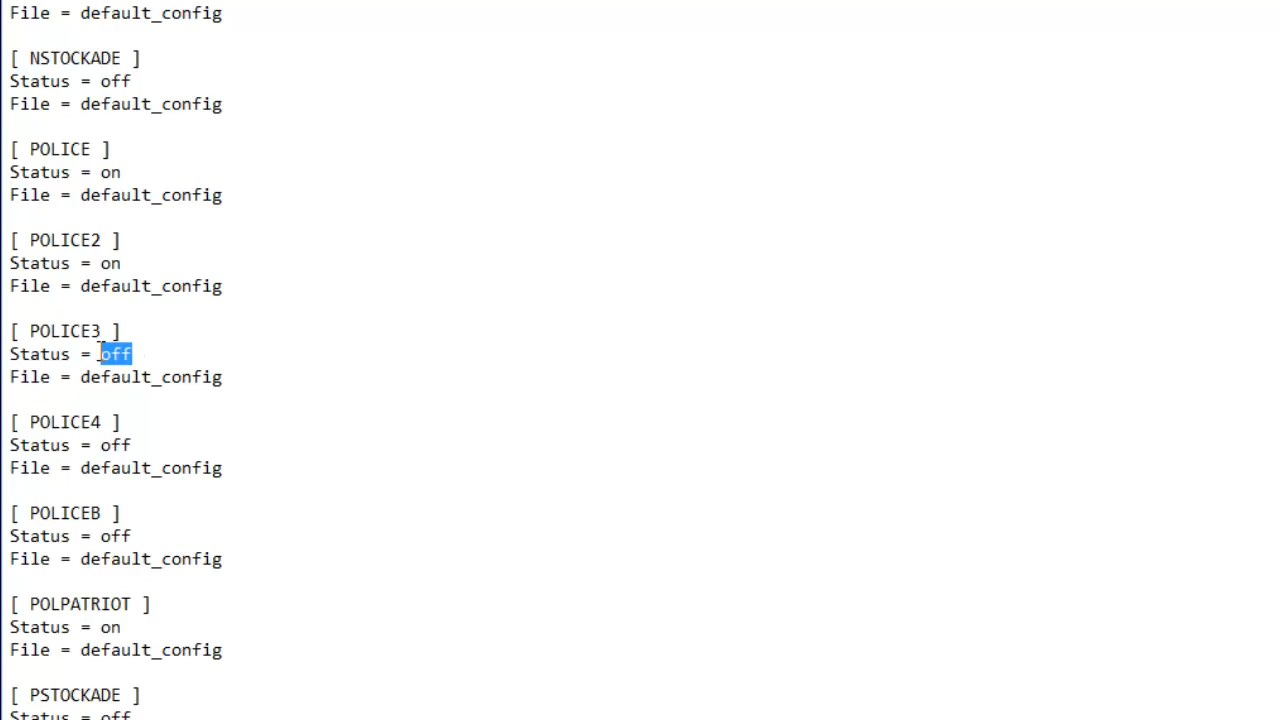 File = default_config
[ NSTOCKADE ]
Status = off
File = default_config
[ POLICE ]
Status = on
File = default_config
[ POLICE2 ]
Status = on
File = default_config
[ POLICE3 ]
Status = off
File = default_config
[ POLICE4 ]
Status = off
File = default_config
[ POLICEB ]
Status = off
File = default_config
[ POLPATRIOT ]
Status = on
File = default_config
[ PSTOCKADE ]
Status = off